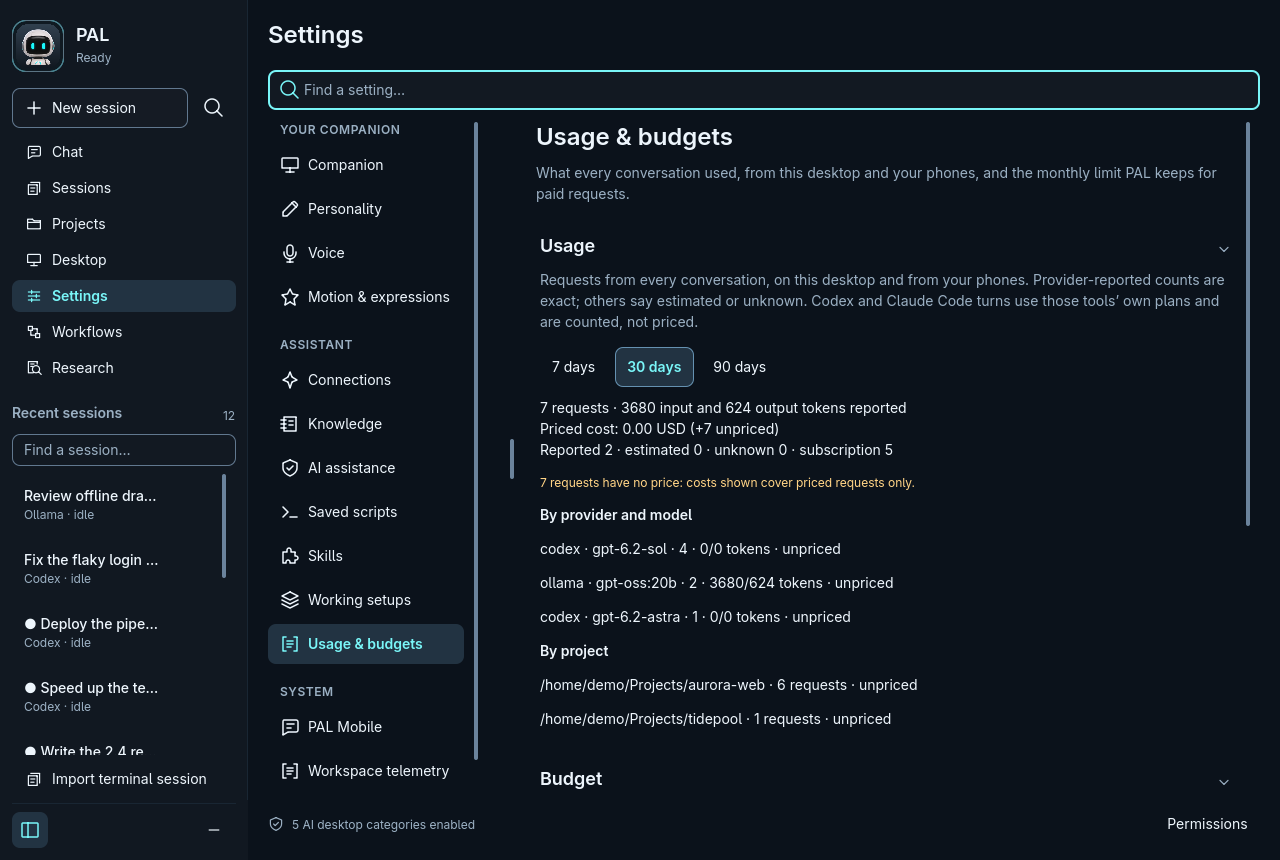 PAL
Ready
New session
Chat
Sessions
Projects
Desktop
Settings
Workflows
Research
Recent sessions
12
Find a session...
Review offline dra...
Ollama · idle
Fix the flaky login ...
Codex · idle
Deploy the pipe...
Codex · idle
Speed up the te...
Codex · idle
Write the 2.4 re
Import terminal session
Settings
Find a setting...
YOUR COMPANION
Companion
Personality
Voice
Motion & expressions
ASSISTANT
Connections
Knowledge
AI assistance
Saved scripts
Skills
Working setups
Usage & budgets
SYSTEM
PAL Mobile
Workspace telemetry
Usage & budgets
What every conversation used, from this desktop and your phones, and the monthly limit PAL keeps for
paid requests.
Usage
Requests from every conversation, on this desktop and from your phones. Provider-reported counts are
exact; others say estimated or unknown. Codex and Claude Code turns use those tools’ own plans and
are counted, not priced.
7 days
30 days
90 days
7 requests · 3680 input and 624 output tokens reported
Priced cost: 0.00 USD (+7 unpriced)
Reported 2 · estimated 0 · unknown 0 · subscription 5
7 requests have no price: costs shown cover priced requests only.
By provider and model
codex · gpt-6.2-sol · 4 · 0/0 tokens · unpriced
ollama · gpt-oss:20b · 2 · 3680/624 tokens · unpriced
codex · gpt-6.2-astra · 1 · 0/0 tokens · unpriced
By project
/home/demo/Projects/aurora-web · 6 requests · unpriced
/home/demo/Projects/tidepool · 1 requests · unpriced
Budget
5 AI desktop categories enabled
Permissions